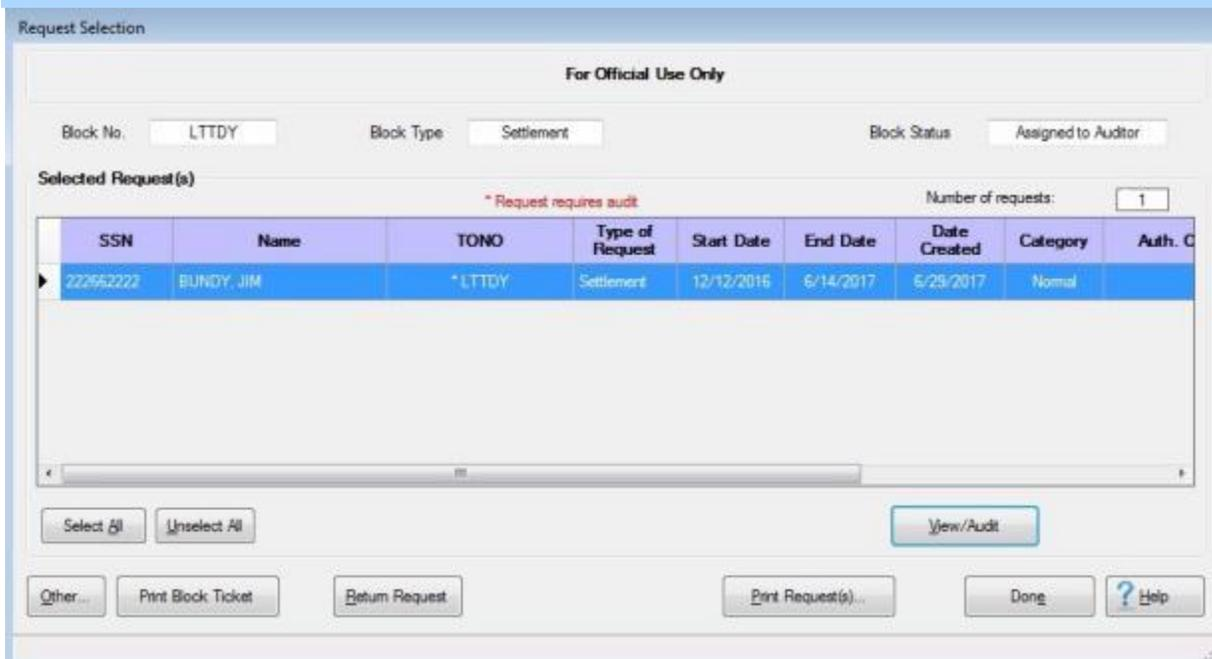 Request Selection
For Official Use Only
Block No. LTTDY Block Type Settlement Block Status Assigned to Auditor
Selected Request(s)
* Request requires audit Number of requests: 1
SSN Name TONO Type of Request Start Date End Date Date Created Category Auth. C
222662222 BUNDY, JIM * LTTDY Settlement 12/12/2016 6/14/2017 6/29/2017 Normal
Select All Unselect All View/Audit
Other... Print Block Ticket Return Request Print Request(s)... Done ? Help